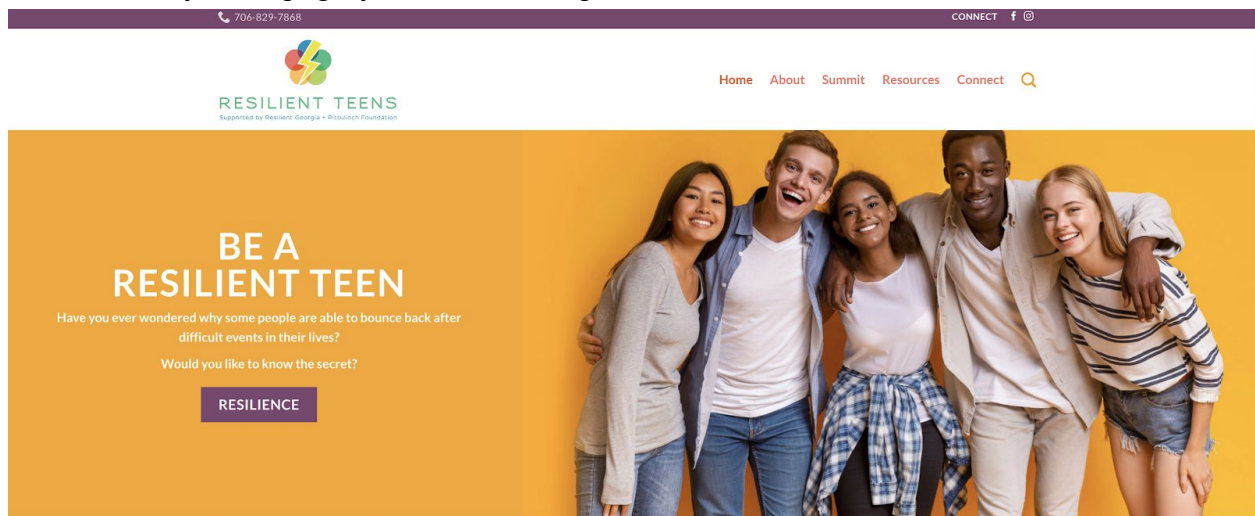 706-829-7868
CONNECT
RESILIENT TEENS
Supported by Resilient Georgia + Pittulloch Foundation
Home About Summit Resources Connect
BE A
RESILIENT TEEN
Have you ever wondered why some people are able to bounce back after
difficult events in their lives?
Would you like to know the secret?
RESILIENCE